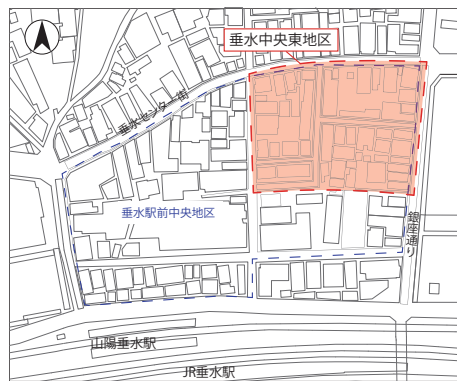 垂水中央東地区
垂水センター街
垂水駅前中央地区
銀座通り
山陽垂水駅
JR垂水駅